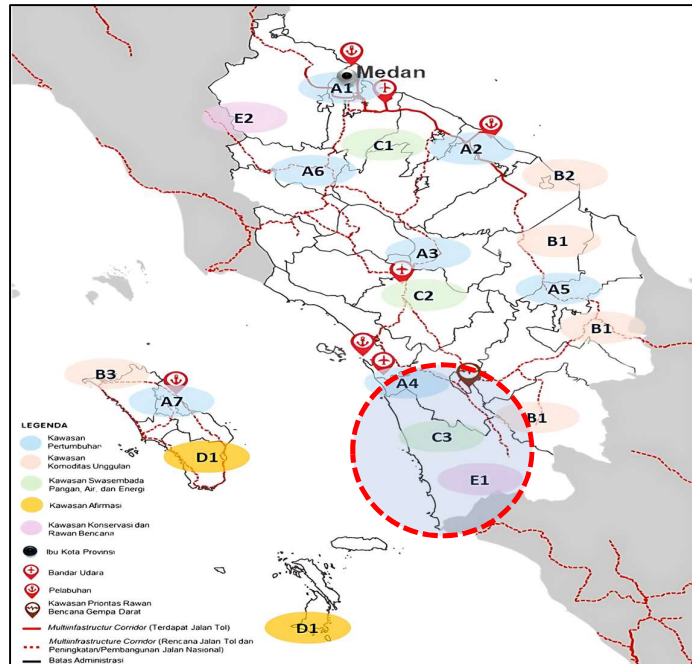 Medan
A1
E2
C1
A2
A6
B2
B1
A3
C2
A5
B1
B3
A7
A4
B1
C3
D1
E1
D1
LEGENDA
Kawasan
Pertumbuhan
Kawasan
Komoditas Unggulan
Kawasan Swasembada
Pangan, Air, dan Energi
Kawasan Afirmasi
Kawasan Konservasi dan
Rawan Bencana
Ibu Kota Provinsi
Bandar Udara
Pelabuhan
Kawasan Priontas Rawan
Bencana Gempa Darat
Multiinfrastuctur Corridor (Terdapat Jalan Tol)
Multiinfrastructure Corridor (Rencana Jalan Tol dan
Peningkatan/Pembangunan Jalan Nasional)
Batas Administrasi